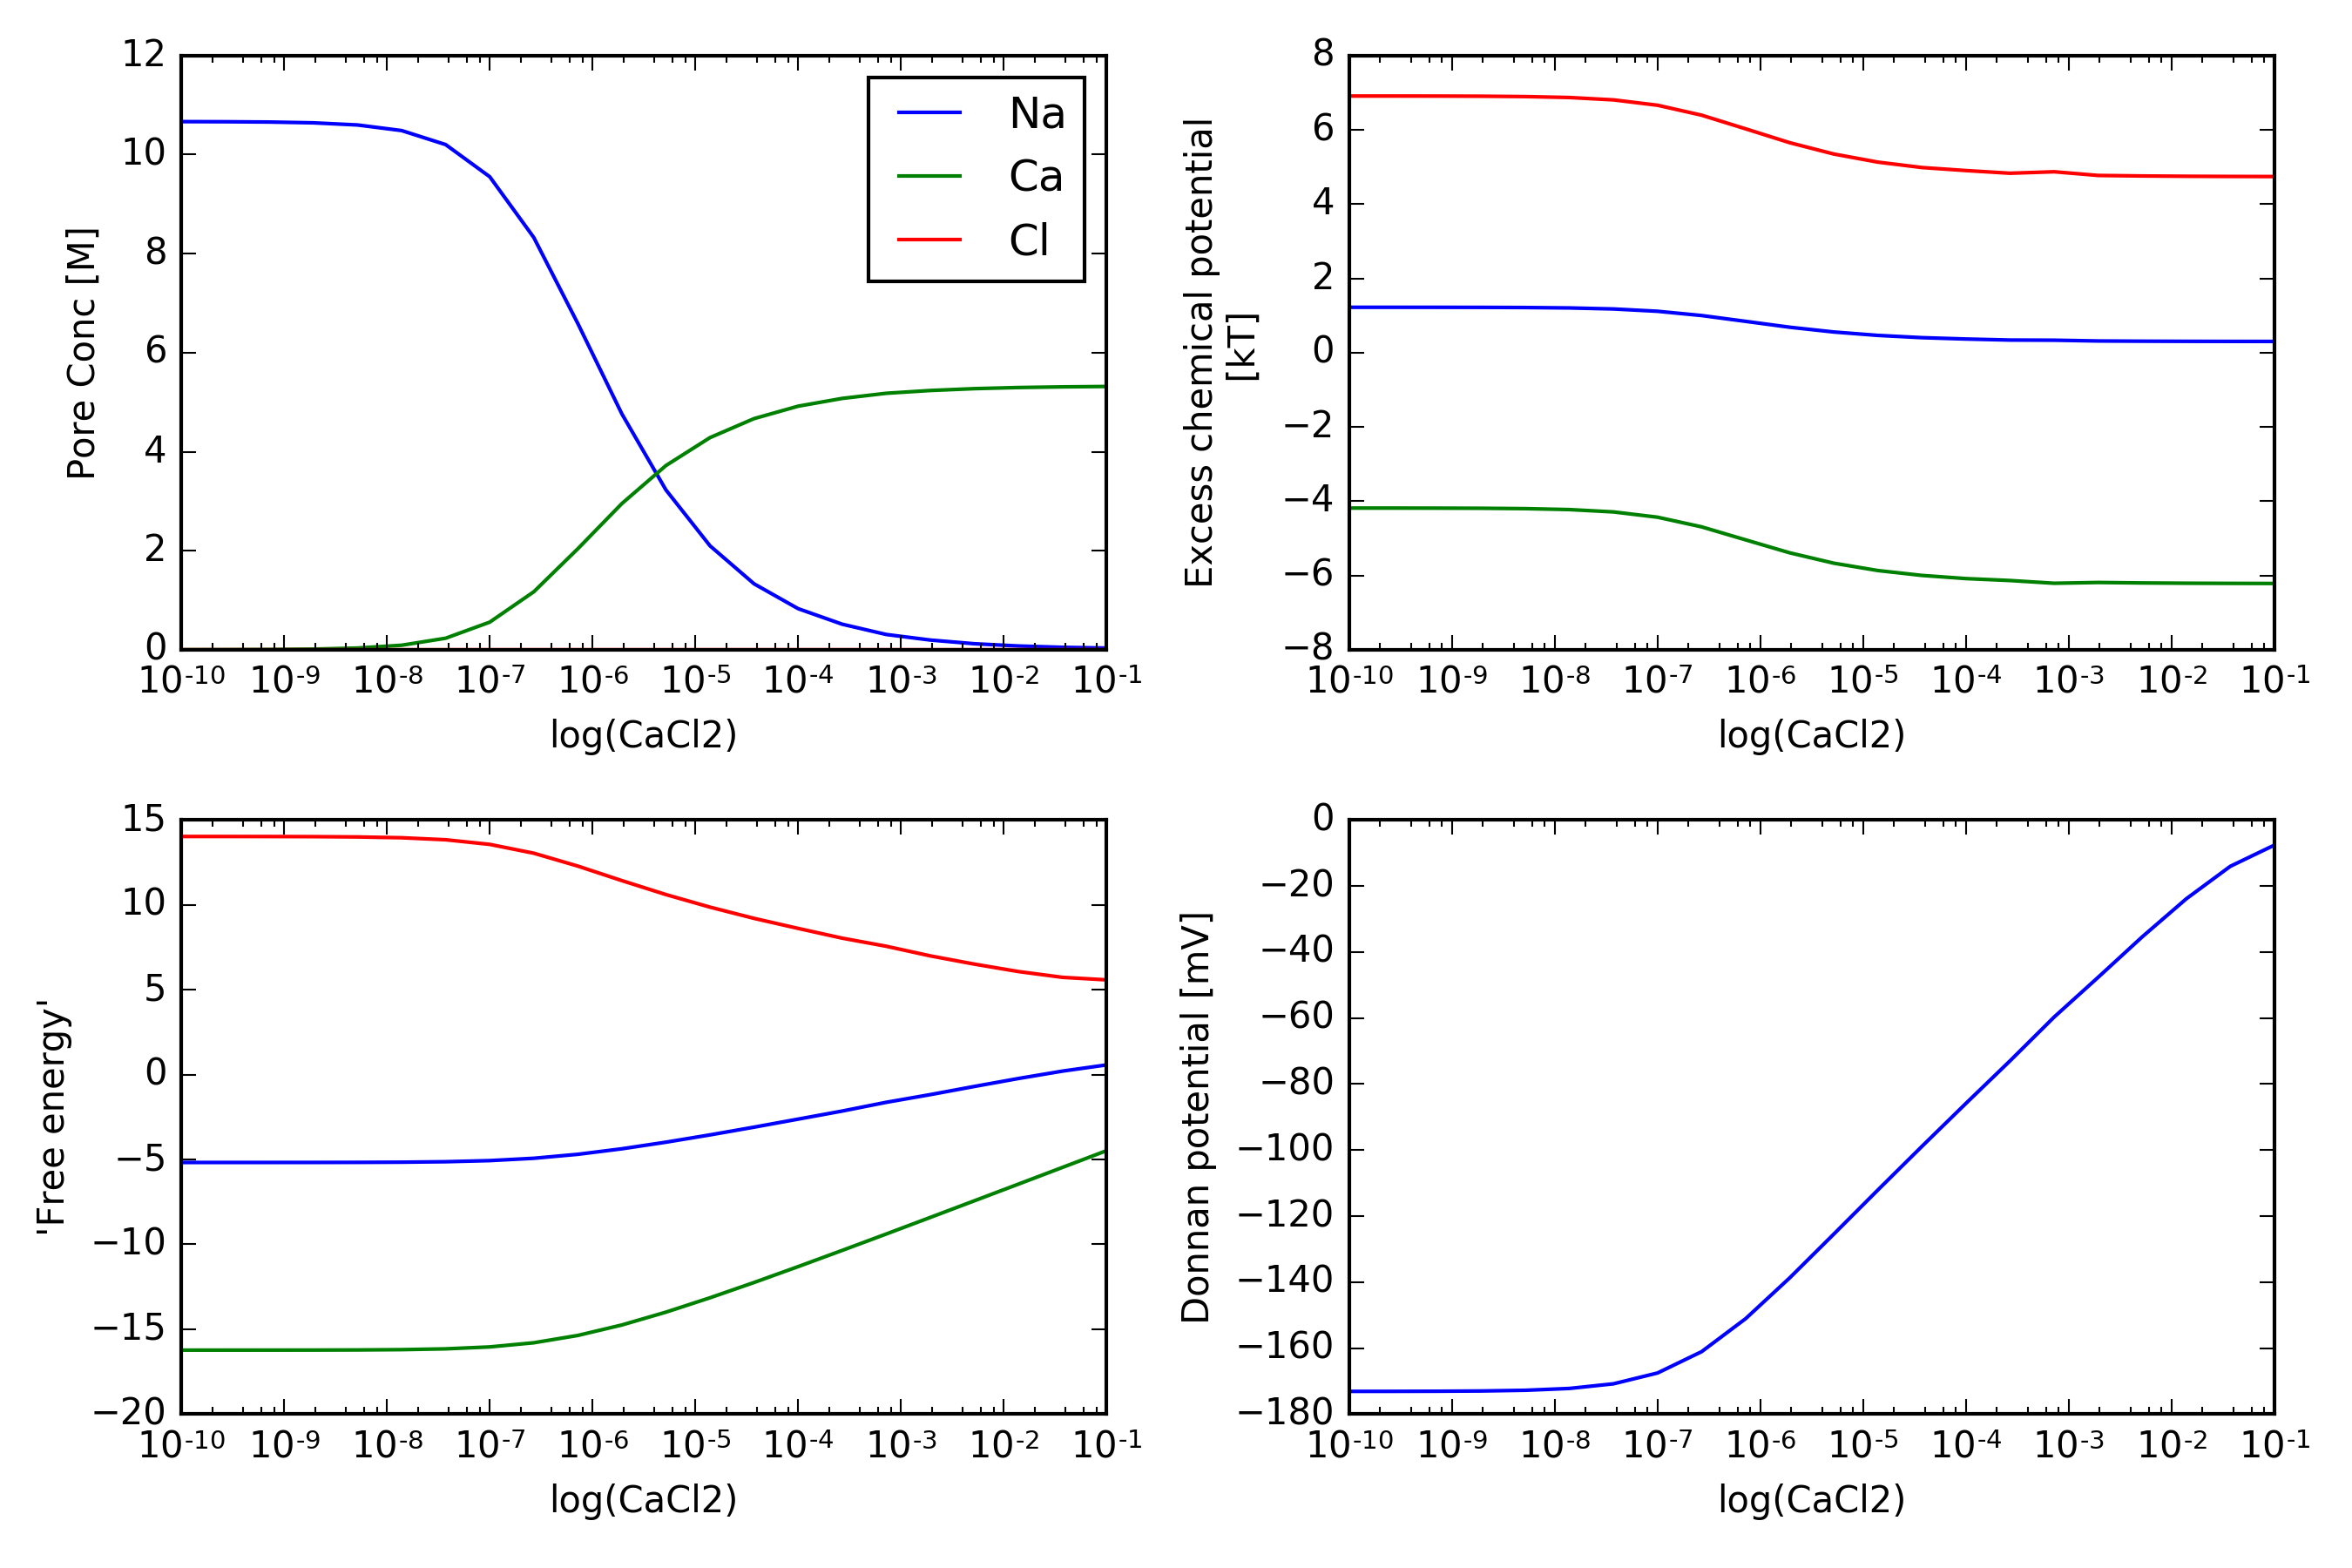 12
10
8
6
4
2
0
Pore Conc [M]
Na
Ca
Cl
10-10 10-9 10-8 10-7 10-6 10-5 10-4 10-3 10-2 10-1
log(CaCl2)
8
6
4
2
0
−2
−4
−6
−8
Excess chemical potential
[kT]
10-10 10-9 10-8 10-7 10-6 10-5 10-4 10-3 10-2 10-1
log(CaCl2)
15
10
5
0
−5
−10
−15
−20
'Free energy'
10-10 10-9 10-8 10-7 10-6 10-5 10-4 10-3 10-2 10-1
log(CaCl2)
0
−20
−40
−60
−80
−100
−120
−140
−160
−180
Donnan potential [mV]
10-10 10-9 10-8 10-7 10-6 10-5 10-4 10-3 10-2 10-1
log(CaCl2)